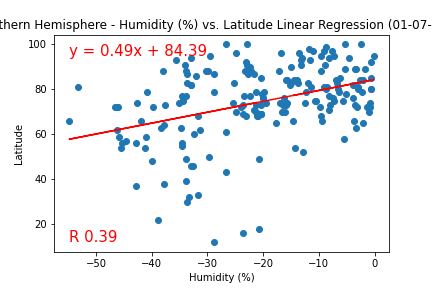 thern Hemisphere - Humidity (%) vs. Latitude Linear Regression (01-07-
100
80
60
40
20
Latitude
y = 0.49x + 84.39
R 0.39
−50 −40 −30 −20 −10 0
Humidity (%)